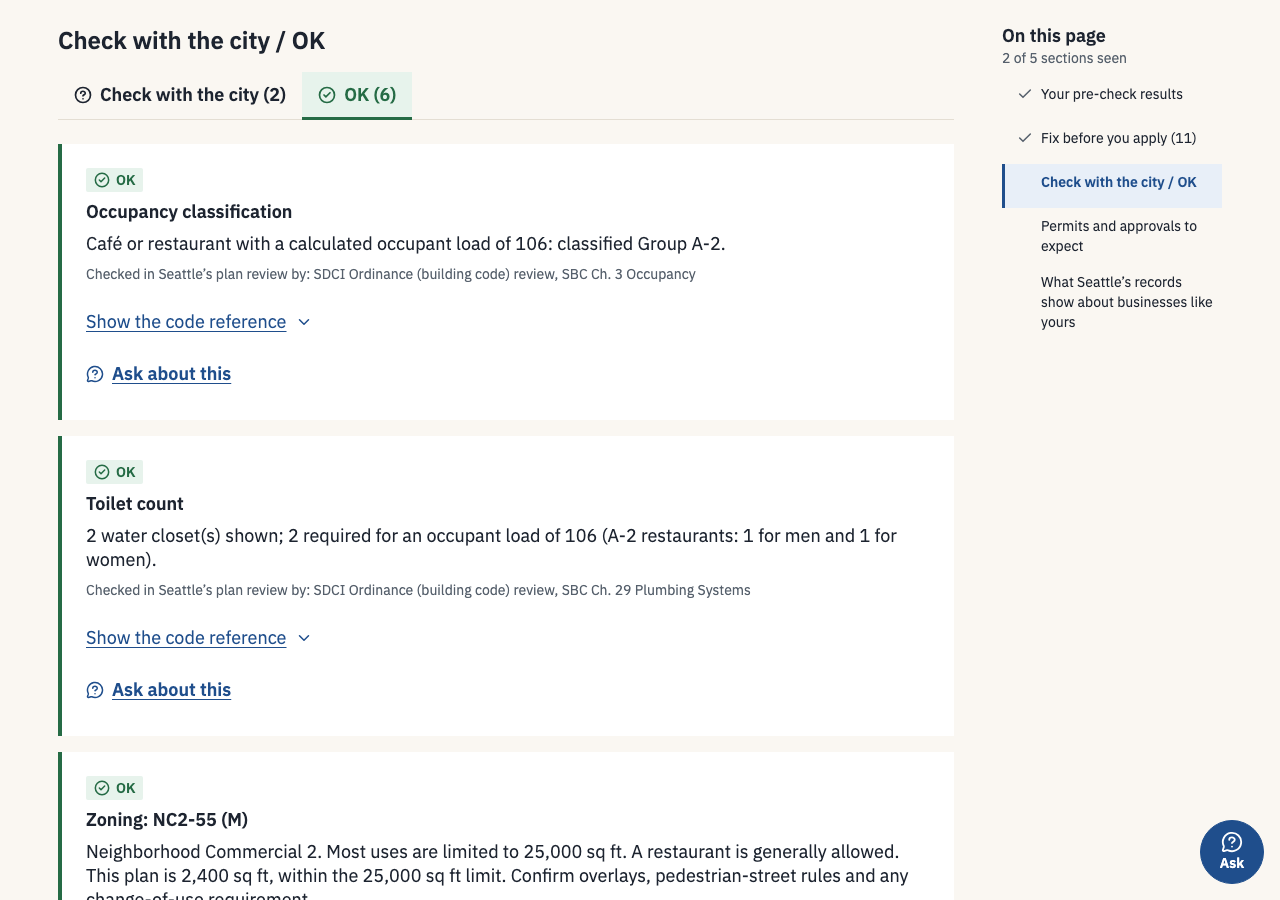 Check with the city / OK
Check with the city (2)
OK (6)
OK
Occupancy classification
Café or restaurant with a calculated occupant load of 106: classified Group A-2.
Checked in Seattle’s plan review by: SDCI Ordinance (building code) review, SBC Ch. 3 Occupancy
Show the code reference
Ask about this
OK
Toilet count
2 water closet(s) shown; 2 required for an occupant load of 106 (A-2 restaurants: 1 for men and 1 for
women).
Checked in Seattle’s plan review by: SDCI Ordinance (building code) review, SBC Ch. 29 Plumbing Systems
Show the code reference
Ask about this
OK
Zoning: NC2-55 (M)
Neighborhood Commercial 2. Most uses are limited to 25,000 sq ft. A restaurant is generally allowed.
This plan is 2,400 sq ft, within the 25,000 sq ft limit. Confirm overlays, pedestrian-street rules and any
change-of-use requirement.
On this page
2 of 5 sections seen
Your pre-check results
Fix before you apply (11)
Check with the city / OK
Permits and approvals to
expect
What Seattle’s records
show about businesses like
yours
Ask